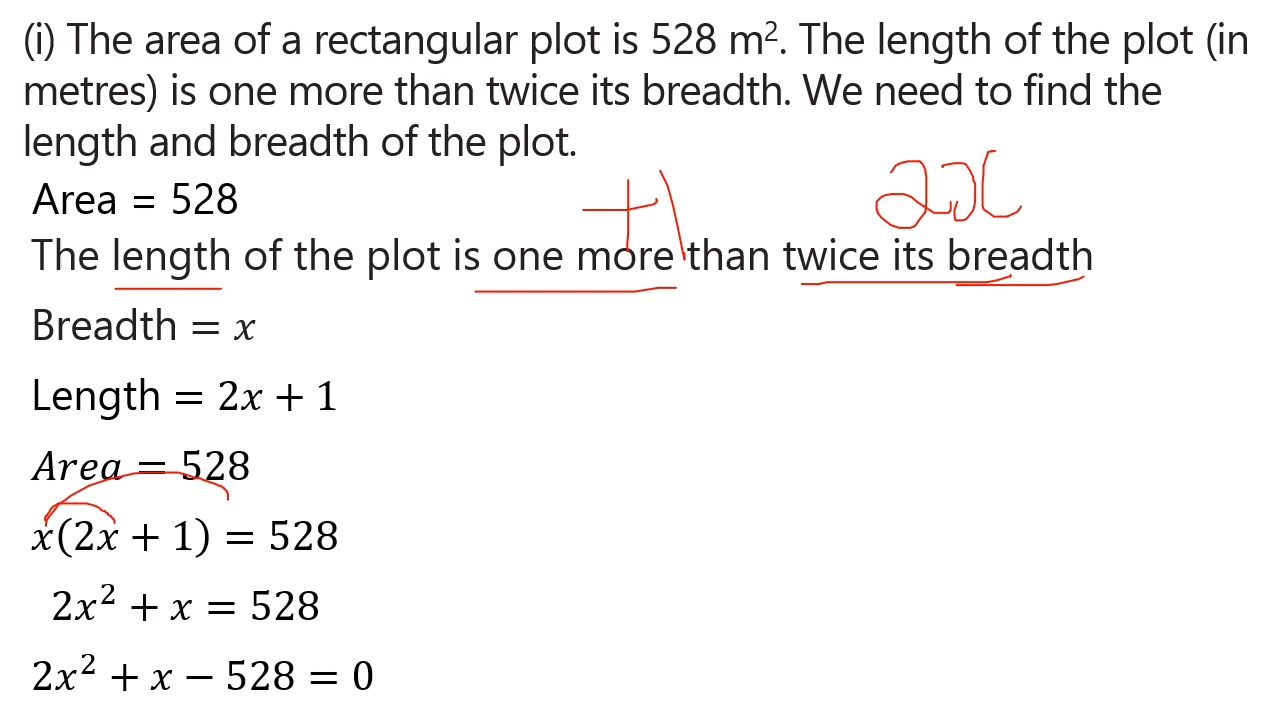 (i) The area of a rectangular plot is 528 m². The length of the plot (in
metres) is one more than twice its breadth. We need to find the
length and breadth of the plot.
+1 2x
Area = 528
The length of the plot is one more than twice its breadth
Breadth = x
Length = 2x + 1
Area = 528
x(2x + 1) = 528
2x² + x = 528
2x² + x − 528 = 0